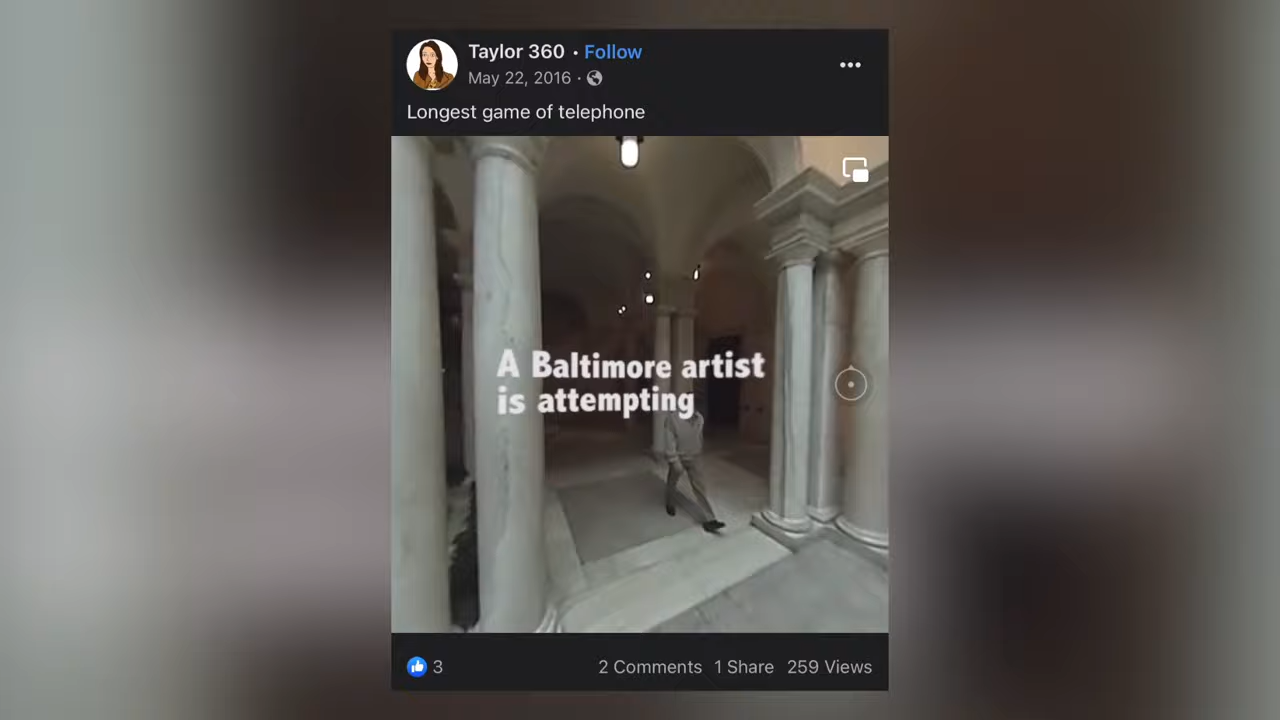 Taylor 360 · Follow
May 22, 2016 ·
Longest game of telephone
A Baltimore artist
is attempting
3
2 Comments 1 Share 259 Views